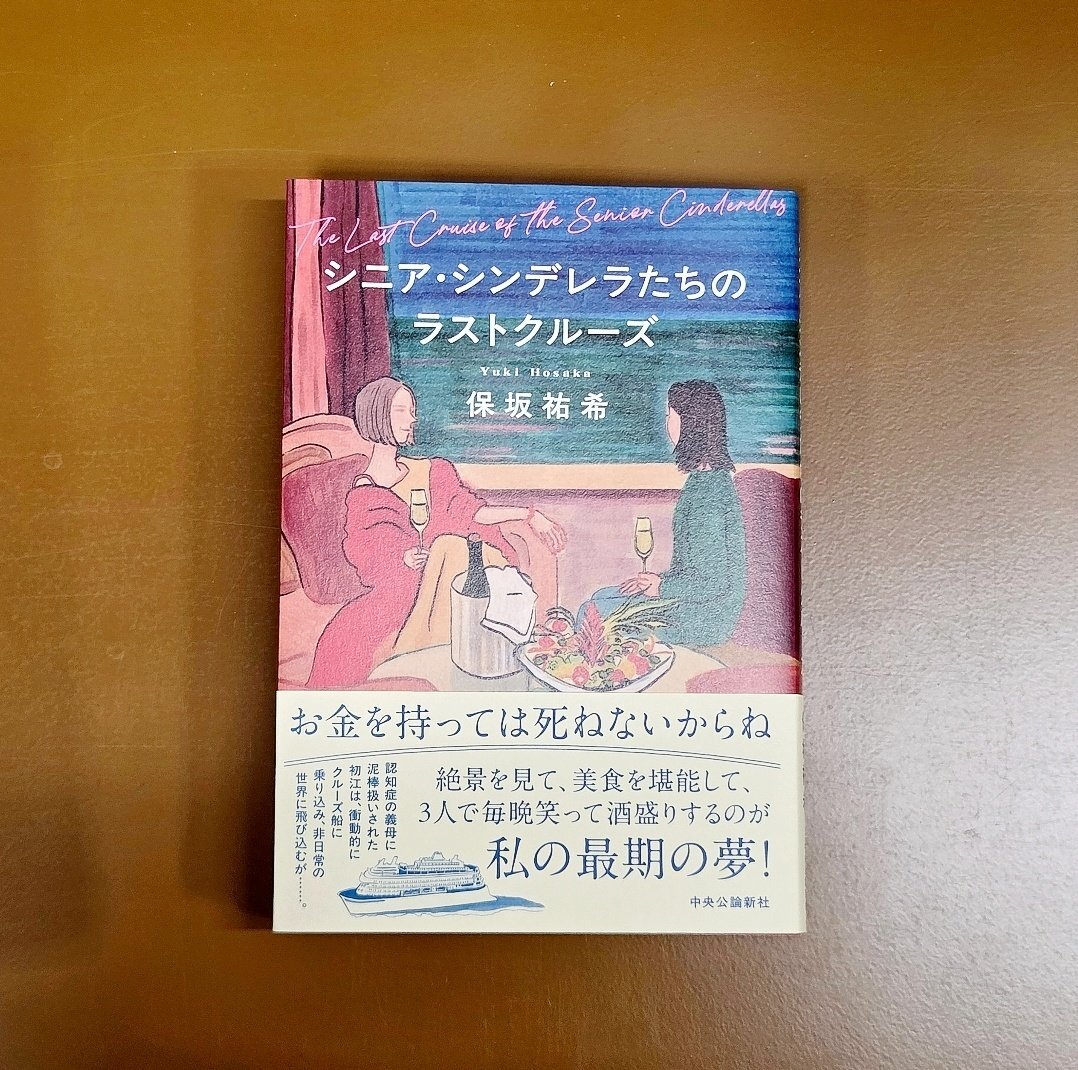 The Last Cruise of the Senior Cinderellas
シニア・シンデレラたちの
ラストクルーズ
Yuki Hosaka
保坂祐希
お金を持っては死ねないからね
絶景を見て、美食を堪能して、
3人で毎晩笑って酒盛りするのが
私の最期の夢！
認知症の義母に
泥棒扱いされた
初江は、衝動的に
クルーズ船に
乗り込み、非日常の
世界に飛び込むが……。
中央公論新社